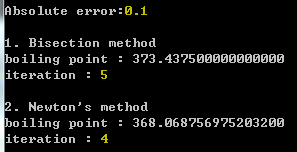 Absolute error:0.1
1. Bisection method
boiling point : 373.437500000000000
iteration : 5
2. Newton's method
boiling point : 368.068756975203200
iteration : 4